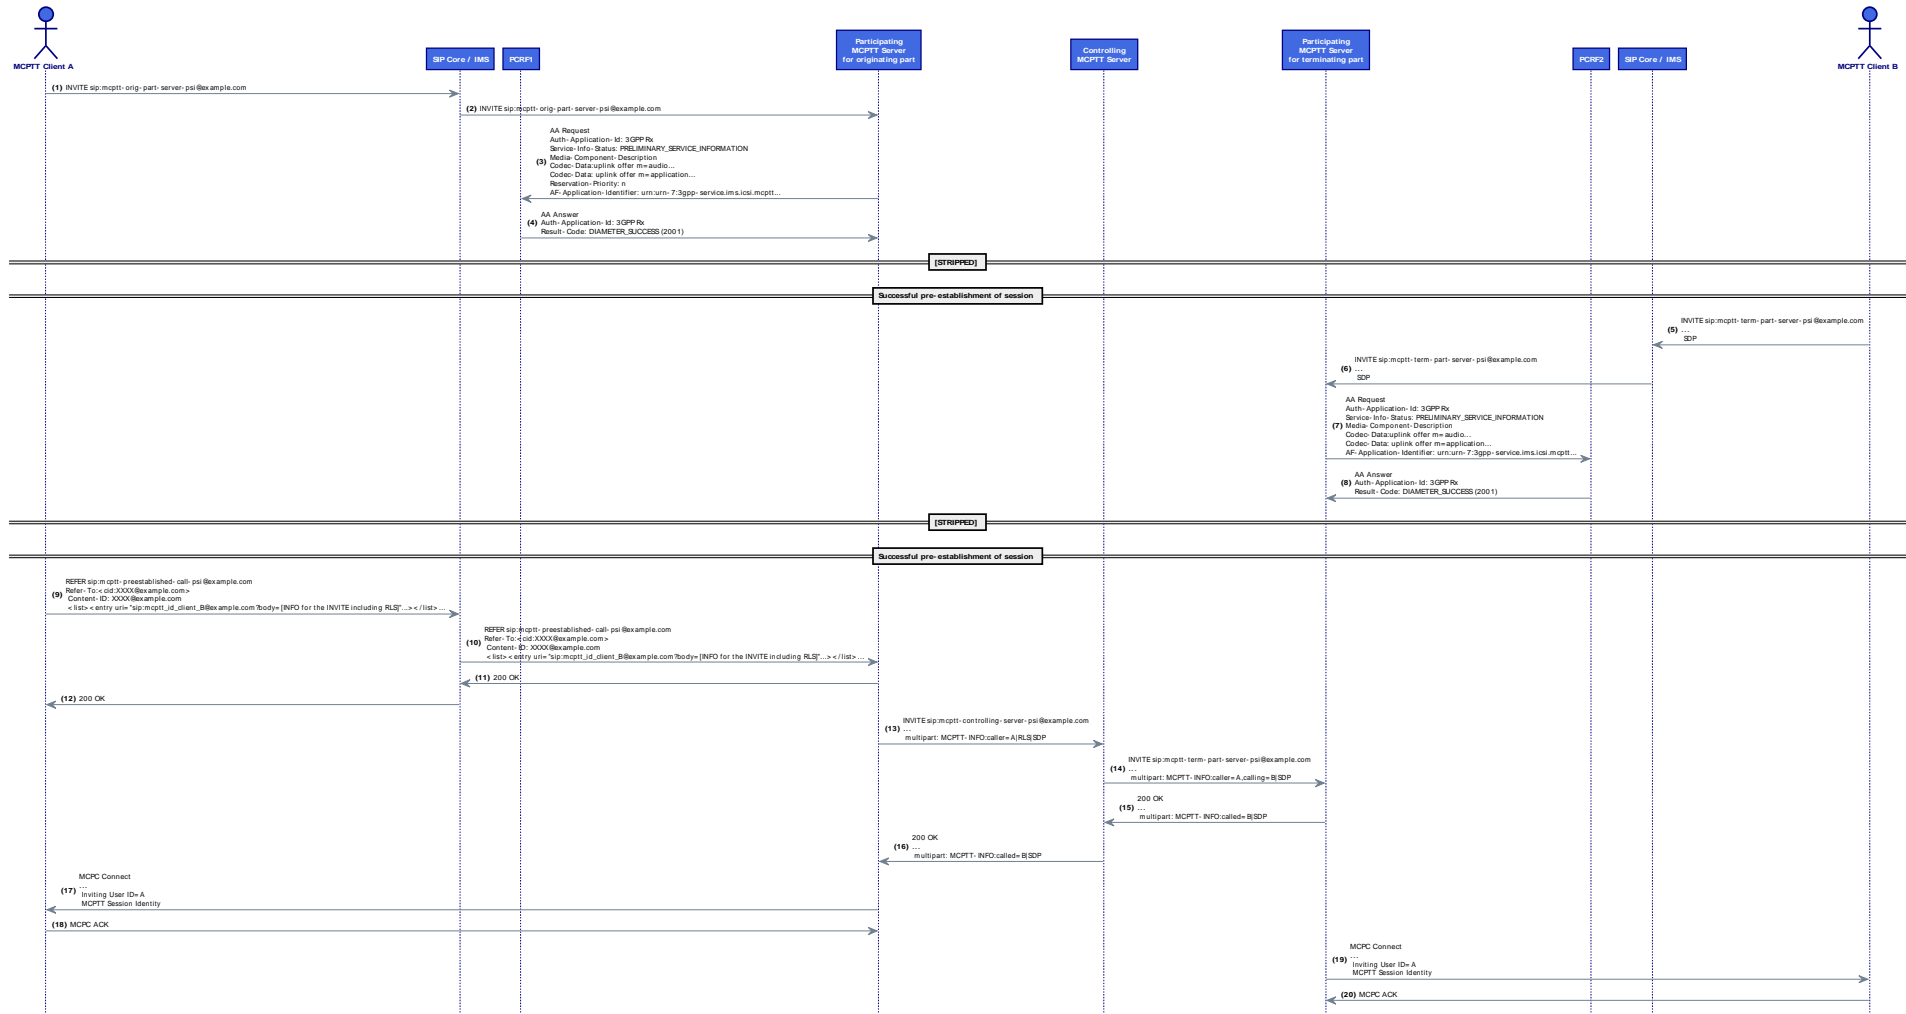 MCPTT Client A
SIP Core / IMS
PCRF1
Participating
MCPTT Server
for originating part
Controlling
MCPTT Server
Participating
MCPTT Server
for terminating part
PCRF2
SIP Core / IMS
MCPTT Client B
(1) INVITE sip:mcptt-orig-part-server-psi@example.com
(2) INVITE sip:mcptt-orig-part-server-psi@example.com
AA Request
Auth-Application-Id: 3GPP Rx
Service-Info-Status: PRELIMINARY_SERVICE_INFORMATION
(3) Media-Component-Description
Codec-Data:uplink offer m=audio...
Codec-Data: uplink offer m=application...
Reservation-Priority: n
AF-Application-Identifier: urn:urn-7:3gpp-service.ims.icsi.mcptt...
AA Answer
(4) Auth-Application-Id: 3GPP Rx
Result-Code: DIAMETER_SUCCESS (2001)
[STRIPPED]
Successful pre-establishment of session
INVITE sip:mcptt-term-part-server-psi@example.com
(5) ...
SDP
INVITE sip:mcptt-term-part-server-psi@example.com
(6) ...
SDP
AA Request
Auth-Application-Id: 3GPP Rx
Service-Info-Status: PRELIMINARY_SERVICE_INFORMATION
(7) Media-Component-Description
Codec-Data:uplink offer m=audio...
Codec-Data: uplink offer m=application...
AF-Application-Identifier: urn:urn-7:3gpp-service.ims.icsi.mcptt...
AA Answer
(8) Auth-Application-Id: 3GPP Rx
Result-Code: DIAMETER_SUCCESS (2001)
[STRIPPED]
Successful pre-establishment of session
REFER sip:mcptt-preestablished-call-psi@example.com
(9) Refer-To:<cid:XXXX@example.com>
Content-ID: XXXX@example.com
<list><entry uri="sip:mcptt_id_client_B@example.com?body=[INFO for the INVITE including RLS]"...></list>...
REFER sip:mcptt-preestablished-call-psi@example.com
(10) Refer-To:<cid:XXXX@example.com>
Content-ID: XXXX@example.com
<list><entry uri="sip:mcptt_id_client_B@example.com?body=[INFO for the INVITE including RLS]"...></list>...
(11) 200 OK
(12) 200 OK
INVITE sip:mcptt-controlling-server-psi@example.com
(13) ...
multipart: MCPTT-INFO:caller=A|RLS|SDP
INVITE sip:mcptt-term-part-server-psi@example.com
(14) ...
multipart: MCPTT-INFO:caller=A,calling=B|SDP
200 OK
(15) ...
multipart: MCPTT-INFO:called=B|SDP
200 OK
(16) ...
multipart: MCPTT-INFO:called=B|SDP
MCPC Connect
(17) ...
Inviting User ID=A
MCPTT Session Identity
(18) MCPC ACK
MCPC Connect
(19) ...
Inviting User ID=A
MCPTT Session Identity
(20) MCPC ACK